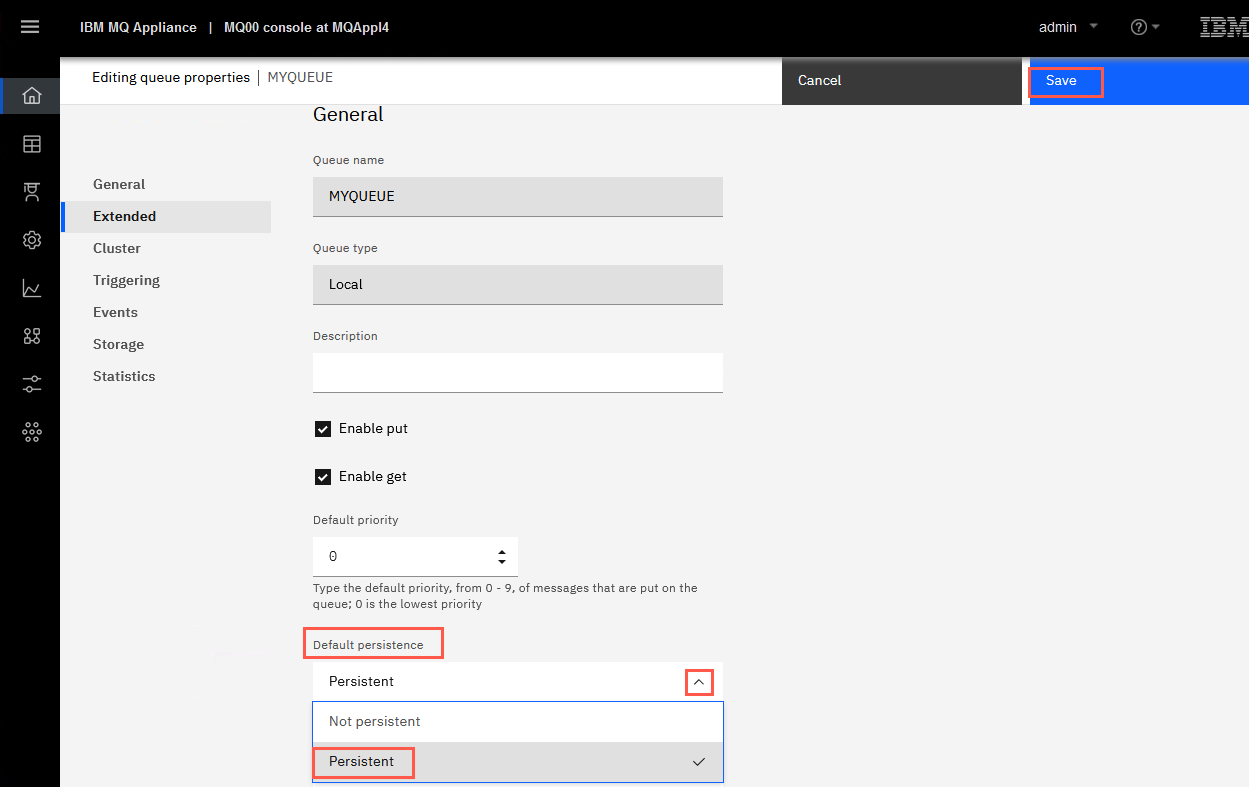 IBM MQ Appliance | MQ00 console at MQAppl4
admin
IBM
Editing queue properties | MYQUEUE
Cancel
Save
General
Extended
Cluster
Triggering
Events
Storage
Statistics
General
Queue name
MYQUEUE
Queue type
Local
Description
Enable put
Enable get
Default priority
0
Type the default priority, from 0 - 9, of messages that are put on the
queue; 0 is the lowest priority
Default persistence
Persistent
Not persistent
Persistent